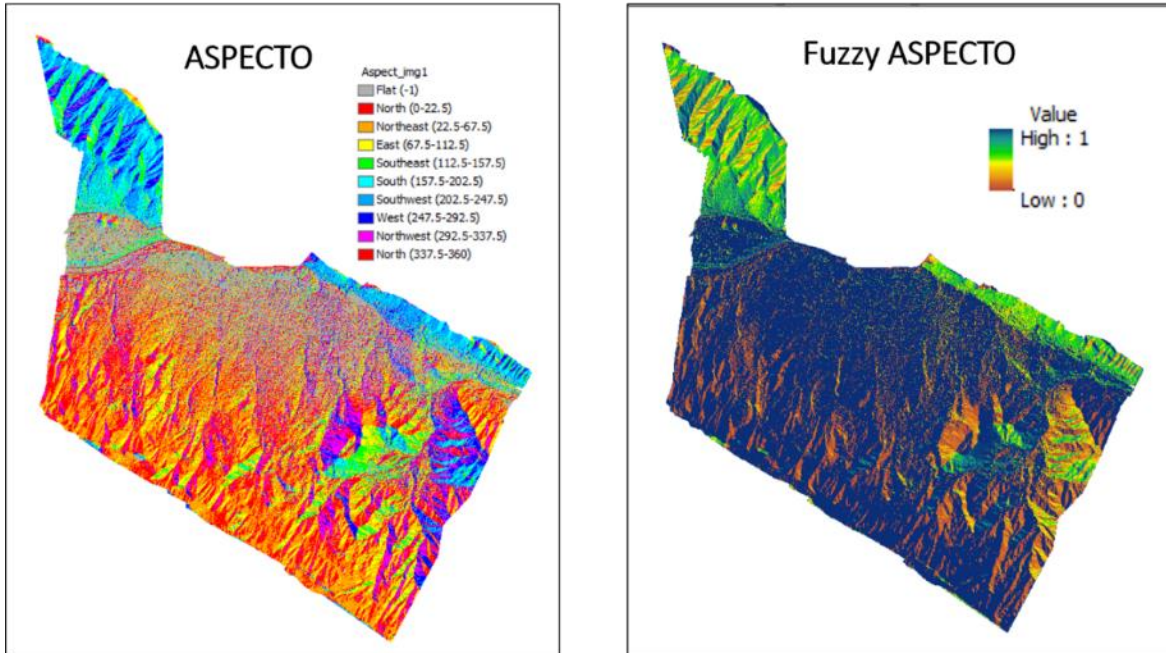 ASPECTO
Aspect_img1
Flat (-1)
North (0-22.5)
Northeast (22.5-67.5)
East (67.5-112.5)
Southeast (112.5-157.5)
South (157.5-202.5)
Southwest (202.5-247.5)
West (247.5-292.5)
Northwest (292.5-337.5)
North (337.5-360)
Fuzzy ASPECTO
Value
High : 1
Low : 0